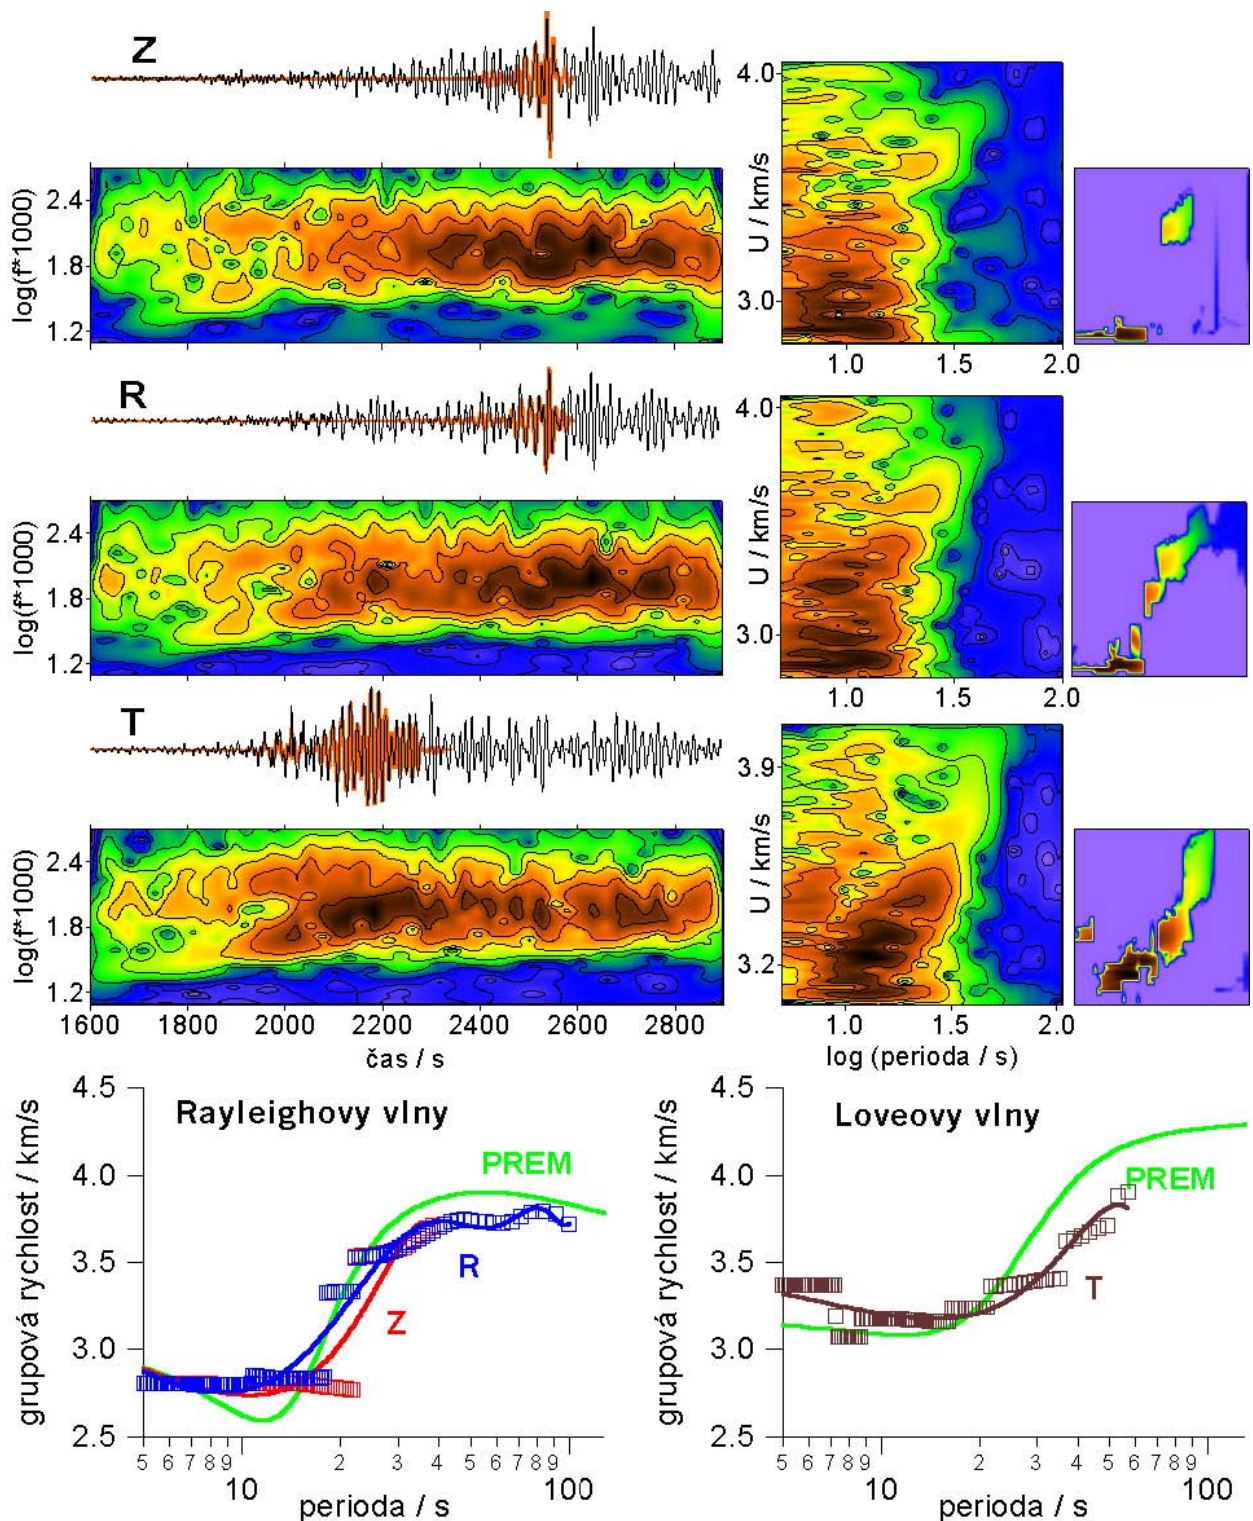 Z
log(f*1000)
2.4
1.8
1.2
U / km/s
4.0
3.0
1.0 1.5 2.0
R
log(f*1000)
2.4
1.8
1.2
U / km/s
4.0
3.0
1.0 1.5 2.0
T
log(f*1000)
2.4
1.8
1.2
1600 1800 2000 2200 2400 2600 2800
čas / s
U / km/s
3.9
3.2
1.0 1.5 2.0
log (perioda / s)
Rayleighovy vlny
grupová rychlost / km/s
4.5
4.0
3.5
3.0
2.5
PREM
R
Z
5 6 7 8 9 2 3 4 5 6 7 8 9
10 100
perioda / s
Loveovy vlny
grupová rychlost / km/s
4.5
4.0
3.5
3.0
2.5
PREM
T
5 6 7 8 9 2 3 4 5 6 7 8 9
10 100
perioda / s